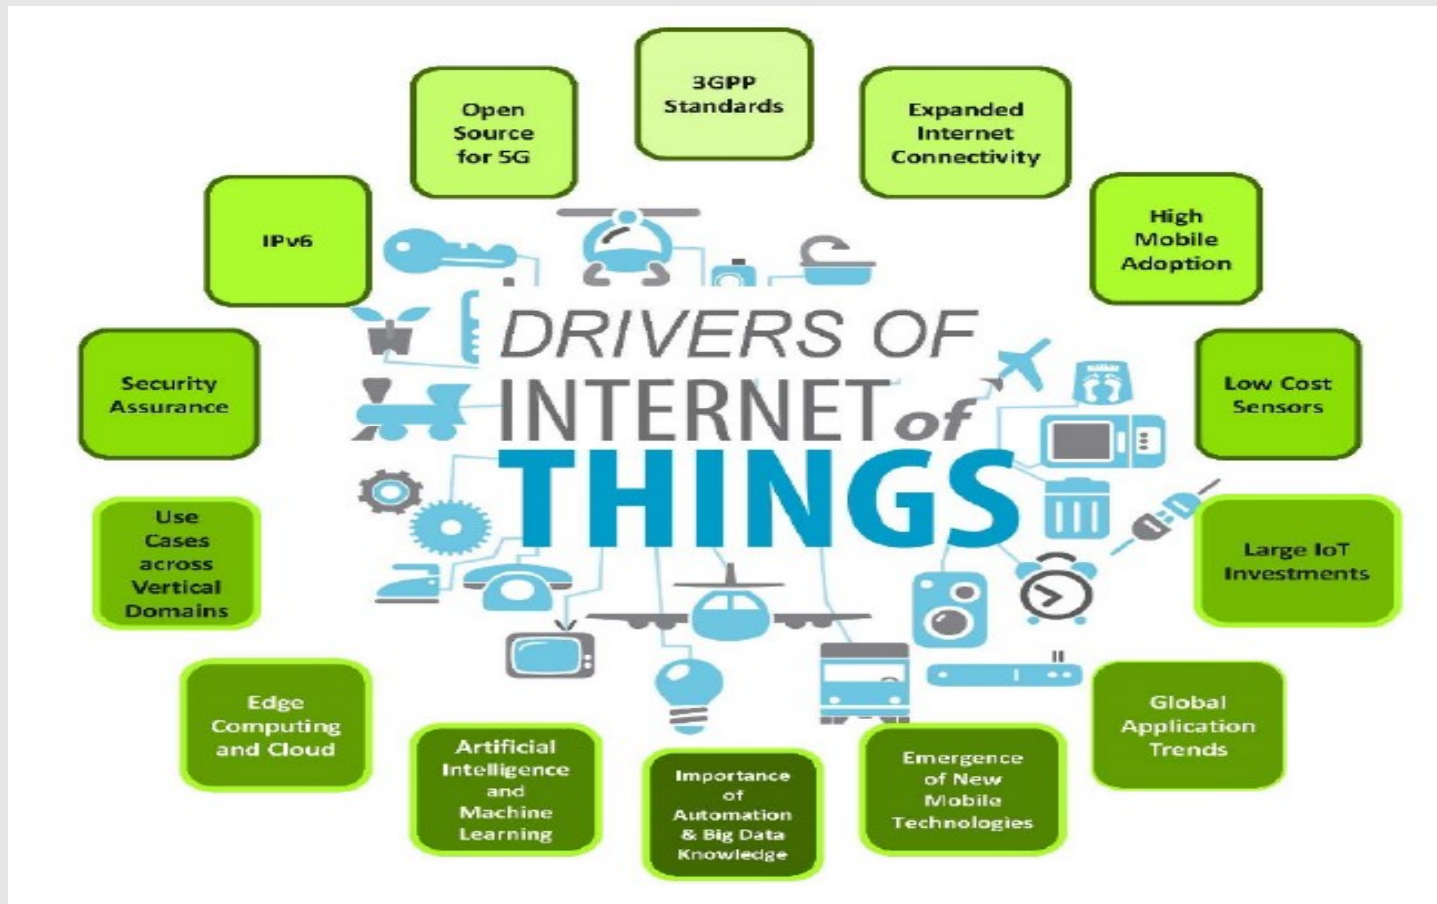 3GPP
Standards
Expanded
Internet
Connectivity
High
Mobile
Adoption
Low Cost
Sensors
Large IoT
Investments
Global
Application
Trends
Emergence
of New
Mobile
Technologies
Importance
of
Automation
& Big Data
Knowledge
Artificial
Intelligence
and
Machine
Learning
Edge
Computing
and Cloud
Use
Cases
across
Vertical
Domains
Security
Assurance
IPv6
Open
Source
for 5G
DRIVERS OF
INTERNET of
THINGS